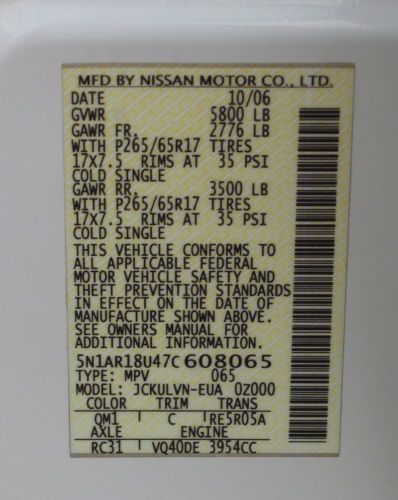 MFD BY NISSAN MOTOR CO., LTD.
DATE 10/06
GVWR 5800 LB
GAWR FR. 2776 LB
WITH P265/65R17 TIRES
17X7.5 RIMS AT 35 PSI
COLD SINGLE
GAWR RR. 3500 LB
WITH P265/65R17 TIRES
17X7.5 RIMS AT 35 PSI
COLD SINGLE
THIS VEHICLE CONFORMS TO
ALL APPLICABLE FEDERAL
MOTOR VEHICLE SAFETY AND
THEFT PREVENTION STANDARDS
IN EFFECT ON THE DATE OF
MANUFACTURE SHOWN ABOVE.
SEE OWNERS MANUAL FOR
ADDITIONAL INFORMATION.
5N1AR18U47C608065
TYPE: MPV 065
MODEL: JCKULVN-EUA 0Z000
COLOR TRIM TRANS
QM1 C RE5R05A
AXLE ENGINE
RC31 VQ40DE 3954CC